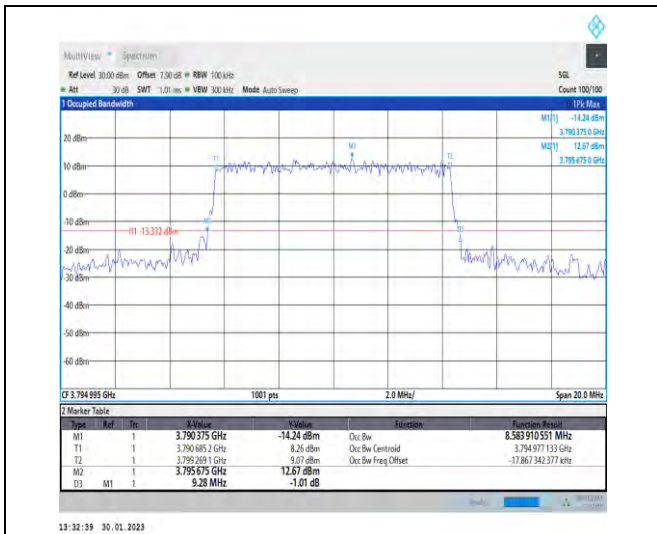 MultiView Spectrum
Ref Level 30.00 dBm Offset 7.90 dB RBW 100 kHz SGL
Att 30 dB SWT 1.01 ms VBW 300 kHz Mode Auto Sweep Count 100/100
1 Occupied Bandwidth 1Pk Max
M1[1] -14.24 dBm
3.790 375 0 GHz
M2[1] 12.67 dBm
3.795 675 0 GHz
20 dBm
10 dBm
0 dBm
-10 dBm
-20 dBm
-30 dBm
-40 dBm
-50 dBm
-60 dBm
T1
M2
T2
H1 -13.332 dBm
CF 3.794 995 GHz 1001 pts 2.0 MHz/ Span 20.0 MHz
2 Marker Table
Type Ref Trc X-Value Y-Value Function Function Result
M1 1 3.790 375 GHz -14.24 dBm Occ Bw 8.583 910 551 MHz
T1 1 3.790 685 2 GHz 8.26 dBm Occ Bw Centroid 3.794 977 133 GHz
T2 1 3.799 269 1 GHz 9.07 dBm Occ Bw Freq Offset -17.867 342 377 kHz
M2 1 3.795 675 GHz 12.67 dBm
D3 M1 1 9.28 MHz -1.01 dB
13:32:39 30.01.2023